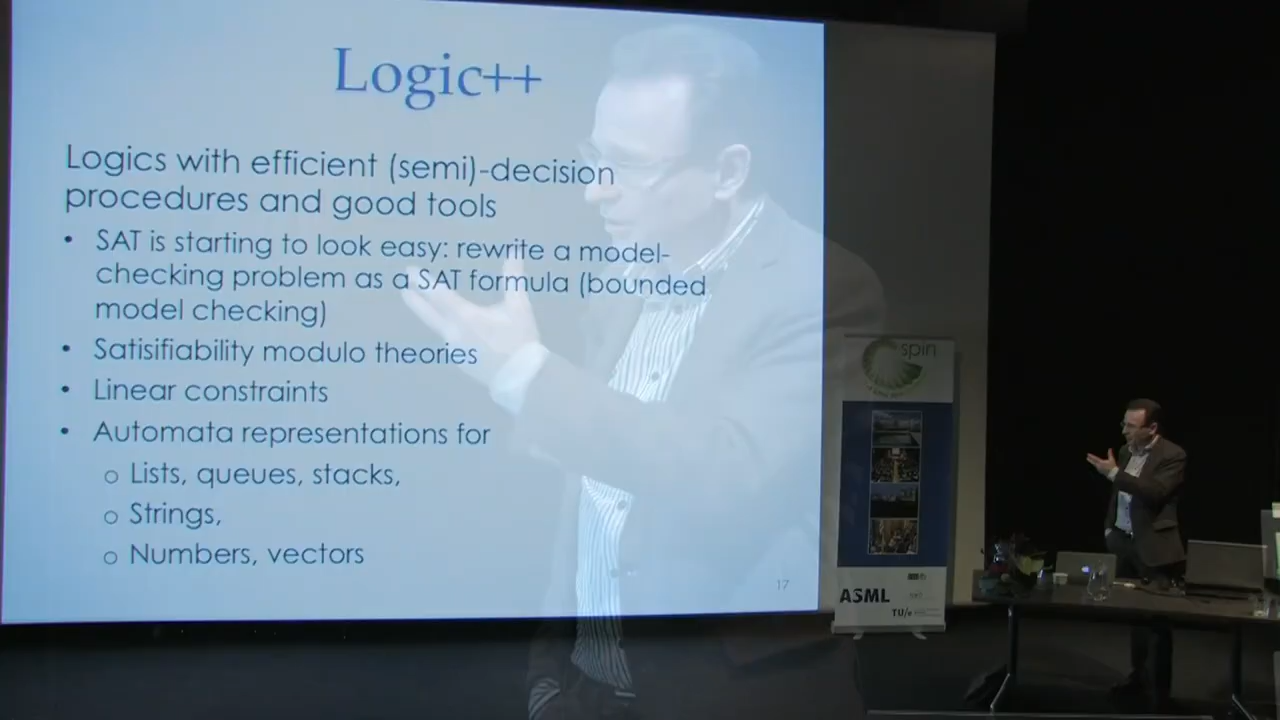 Logic++
Logics with efficient (semi)-decision
procedures and good tools
• SAT is starting to look easy: rewrite a model-
checking problem as a SAT formula (bounded
model checking)
• Satisifiability modulo theories
• Linear constraints
• Automata representations for
o Lists, queues, stacks,
o Strings,
o Numbers, vectors
17
spin
ASML
TU/e